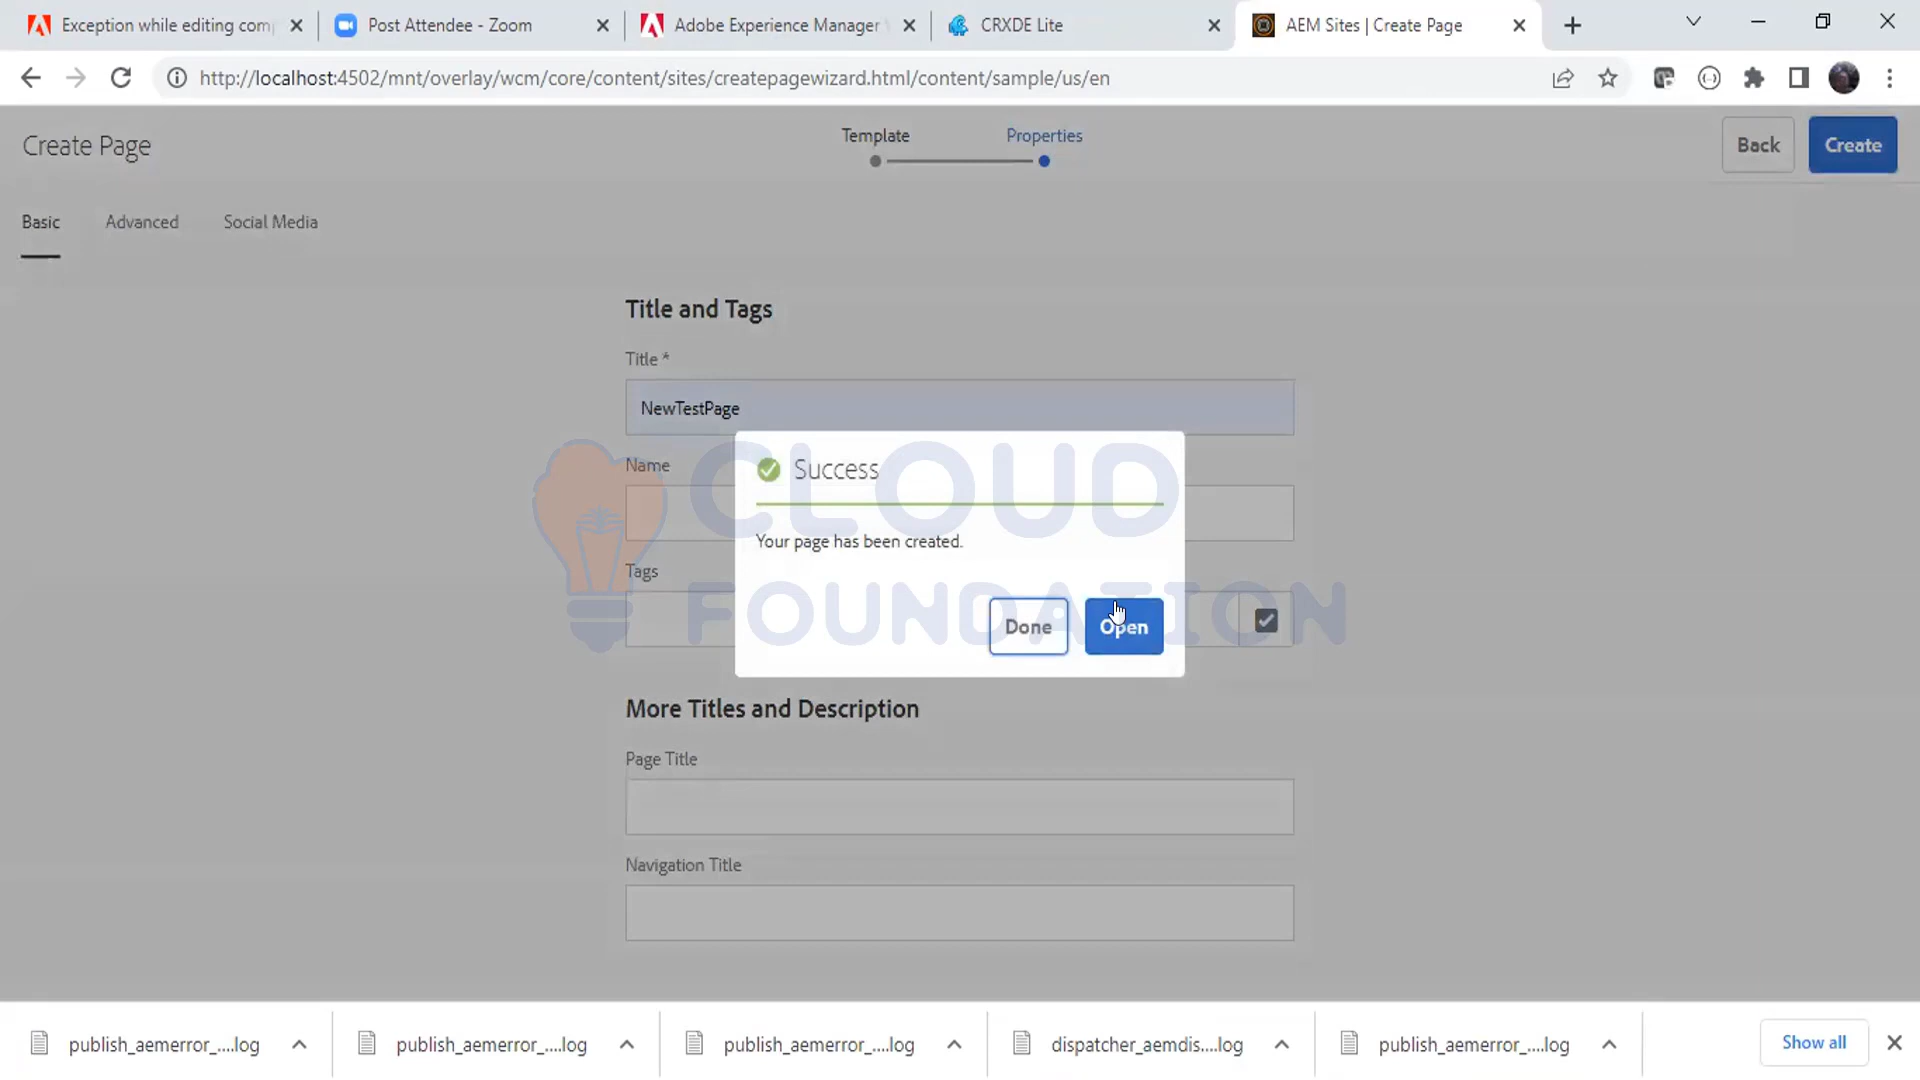 Exception while editing comp
Post Attendee - Zoom
Adobe Experience Manager
CRXDE Lite
AEM Sites | Create Page
http://localhost:4502/mnt/overlay/wcm/core/content/sites/createpagewizard.html/content/sample/us/en
Create Page
Template
Properties
Back
Create
Basic
Advanced
Social Media
Title and Tags
Title *
NewTestPage
Name
Success
CLOUD
Your page has been created.
Tags
FOUNDATION
Done
Open
More Titles and Description
Page Title
Navigation Title
publish_aemerror_....log
publish_aemerror_....log
publish_aemerror_....log
dispatcher_aemdis....log
publish_aemerror_....log
Show all